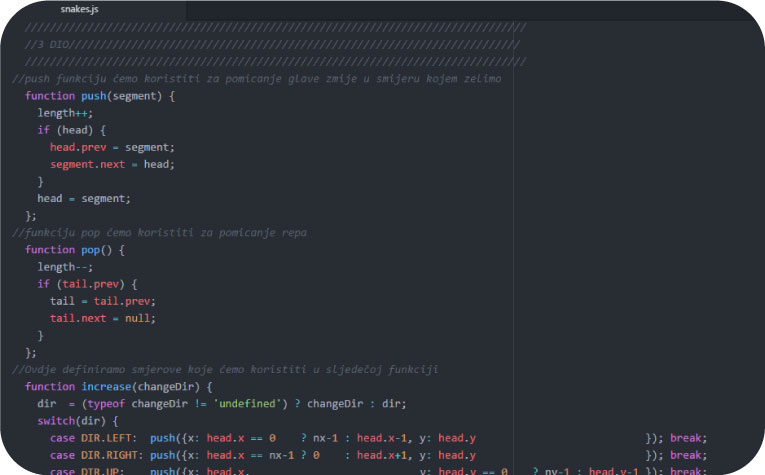 snakes.js
////////////////////////////////////////////////////////////////////////////////
//3 DIO/////////////////////////////////////////////////////////////////////////
////////////////////////////////////////////////////////////////////////////////
//push funkciju ćemo koristiti za pomicanje glave zmije u smijeru kojem zelimo
function push(segment) {
length++;
if (head) {
head.prev = segment;
segment.next = head;
}
head = segment;
};
//funkciju pop ćemo koristiti za pomicanje repa
function pop() {
length--;
if (tail.prev) {
tail = tail.prev;
tail.next = null;
}
};
//Ovdje definiramo smjerove koje ćemo koristiti u sljedećoj funkciji
function increase(changeDir) {
dir = (typeof changeDir != 'undefined') ? changeDir : dir;
switch(dir) {
case DIR.LEFT: push({x: head.x == 0 ? nx-1 : head.x-1, y: head.y }); break;
case DIR.RIGHT: push({x: head.x == nx-1 ? 0 : head.x+1, y: head.y }); break;
case DIR.UP: push({x: head.x, y: head.y == 0 ? ny-1 : head.y-1 }); break;